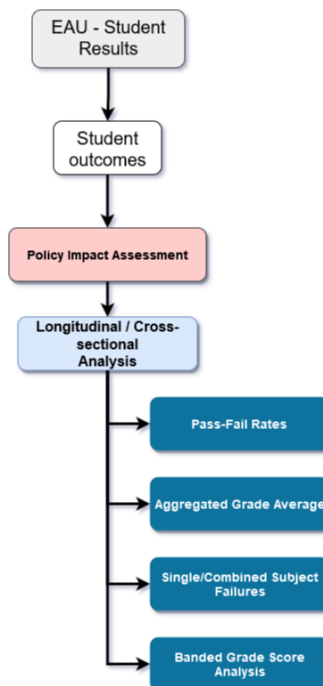 EAU - Student
Results
Student
outcomes
Policy Impact Assessment
Longitudinal / Cross-
sectional
Analysis
Pass-Fail Rates
Aggregated Grade Average
Single/Combined Subject
Failures
Banded Grade Score
Analysis